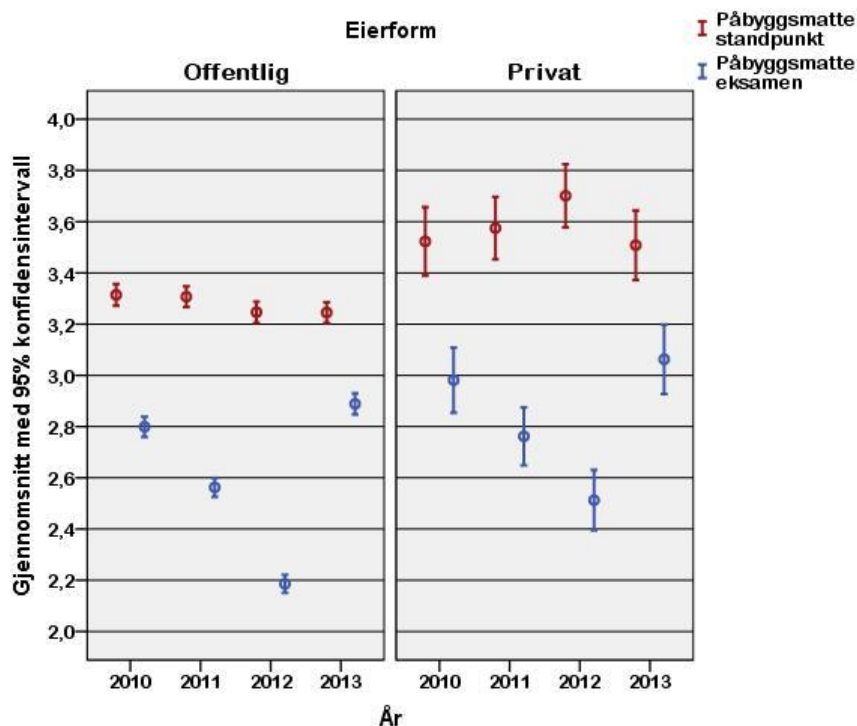 Eierform
Påbyggsmatte
standpunkt
Påbyggsmatte
eksamen
Offentlig
Privat
Gjennomsnitt med 95% konfidensintervall
4,0
3,8
3,6
3,4
3,2
3,0
2,8
2,6
2,4
2,2
2,0
2010 2011 2012 2013
2010 2011 2012 2013
År